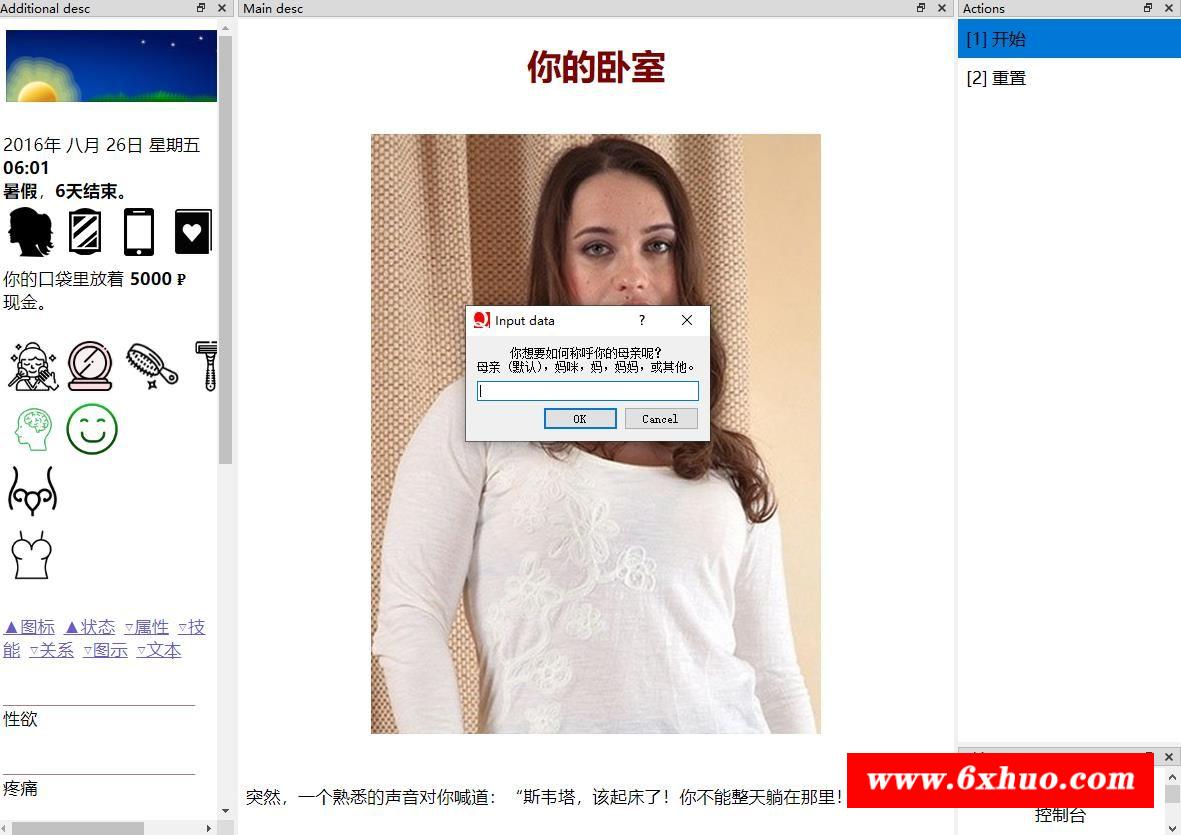 Additional desc
Main desc
Actions
你的卧室
[1] 开始
[2] 重置
2016年 八月 26日 星期五
06:01
暑假，6天结束。
你的口袋里放着 5000 ₽
现金。
Input data
?
你想要如何称呼你的母亲呢?
母亲（默认），妈咪，妈，妈妈，或其他。
OK
Cancel
▲图标 ▲状态 ▿属性 ▿技
能 ▿关系 ▿图示 ▿文本
性欲
疼痛
突然，一个熟悉的声音对你喊道：“斯韦塔，该起床了！你不能整天躺在那里！
www.6xhuo.com
控制台